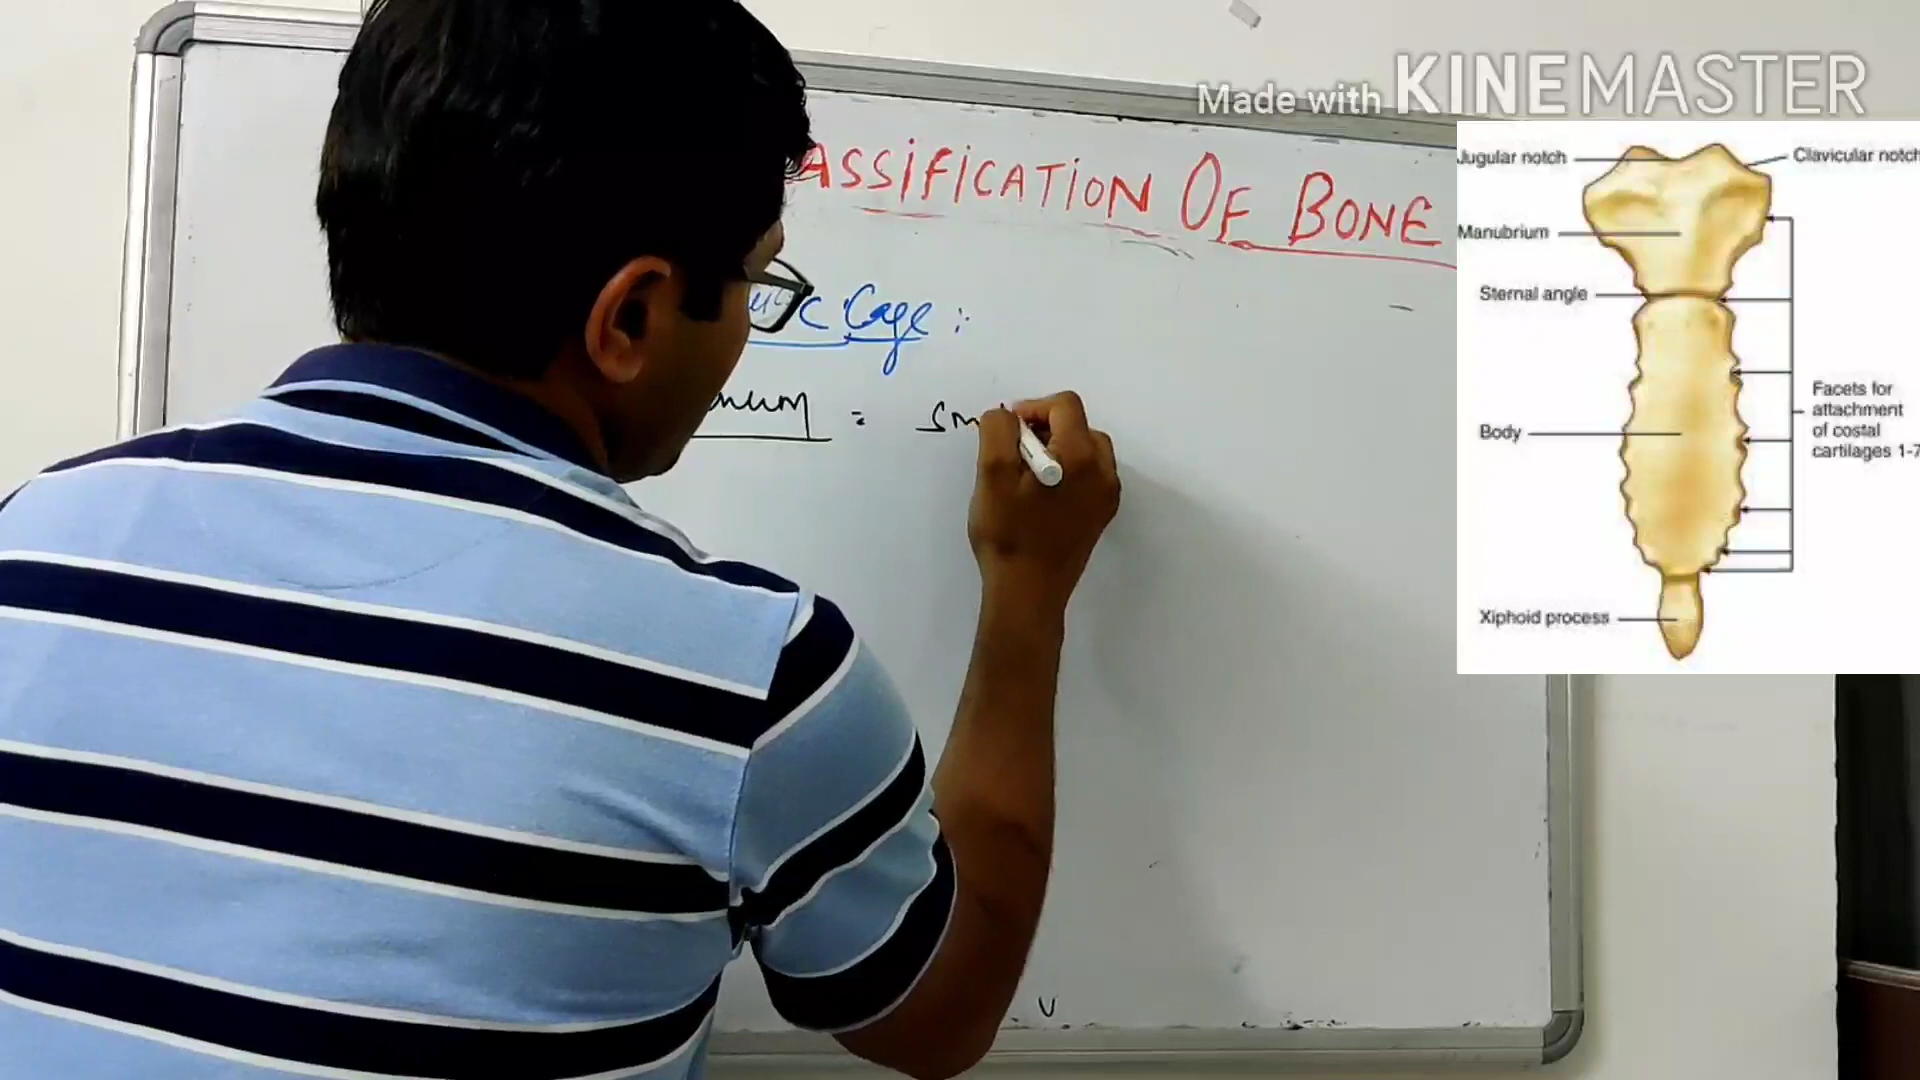 Made with KINEMASTER
ASSIFICATION OF BONE
Cage :-
=
Jugular notch
Clavicular notch
Manubrium
Sternal angle
Facets for
attachment
of costal
cartilages 1-7
Body
Xiphoid process